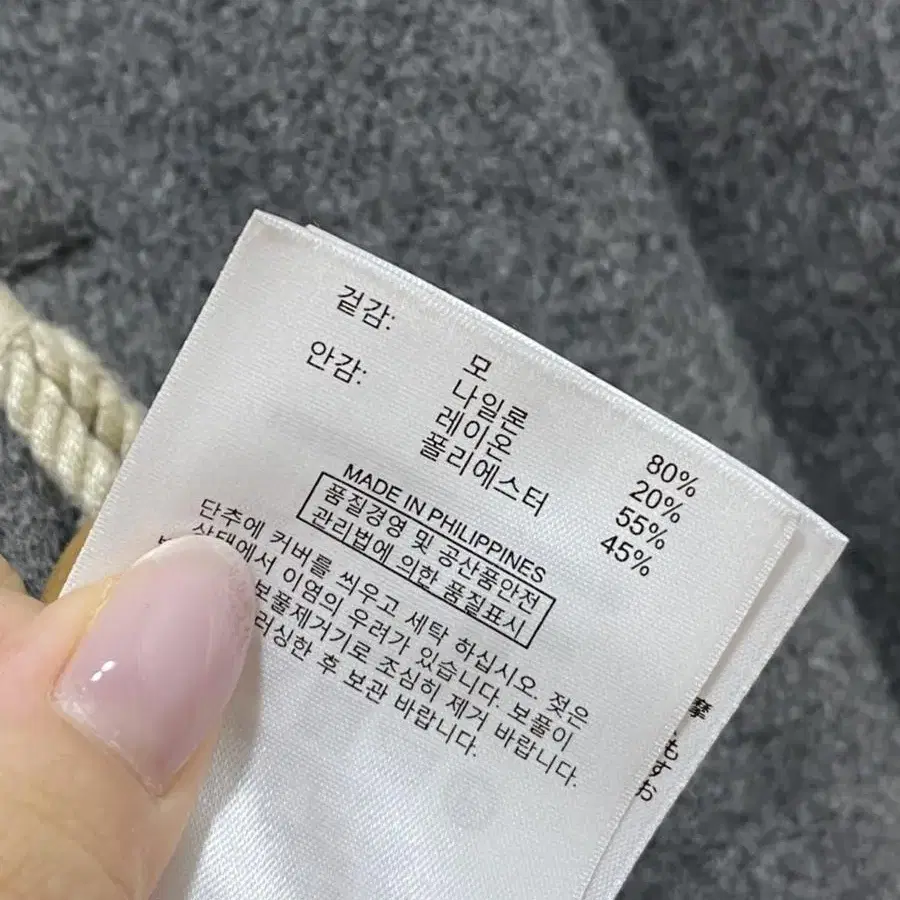 겉감:
모 80%
나일론 20%
안감:
레이온 55%
폴리에스터 45%
MADE IN PHILIPPINES
품질경영 및 공산품안전
관리법에 의한 품질표시
단추에 커버를 씌우고 세탁 하십시오. 젖은
상태에서 이염의 우려가 있습니다. 보풀이
보풀제거기로 조심히 제거 바랍니다.
러싱한 후 보관 바랍니다.
摩
もすお